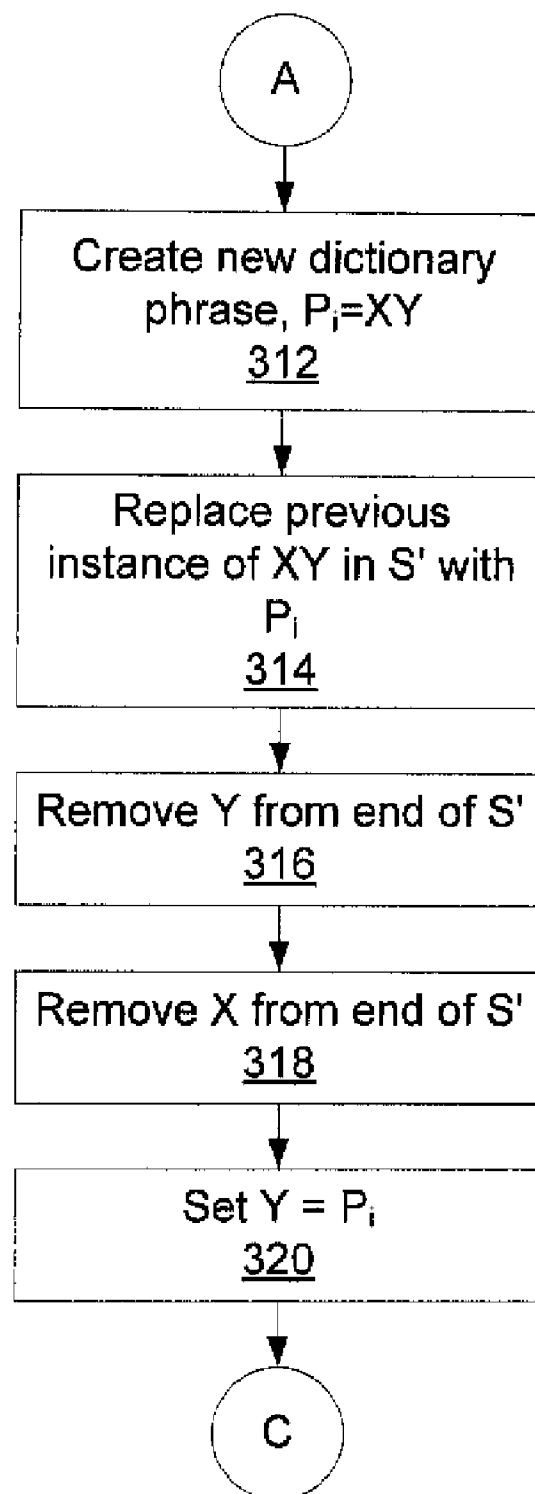 A
Create new dictionary
phrase, Pᵢ=XY
312
Replace previous
instance of XY in S' with
Pᵢ
314
Remove Y from end of S'
316
Remove X from end of S'
318
Set Y = Pᵢ
320
C